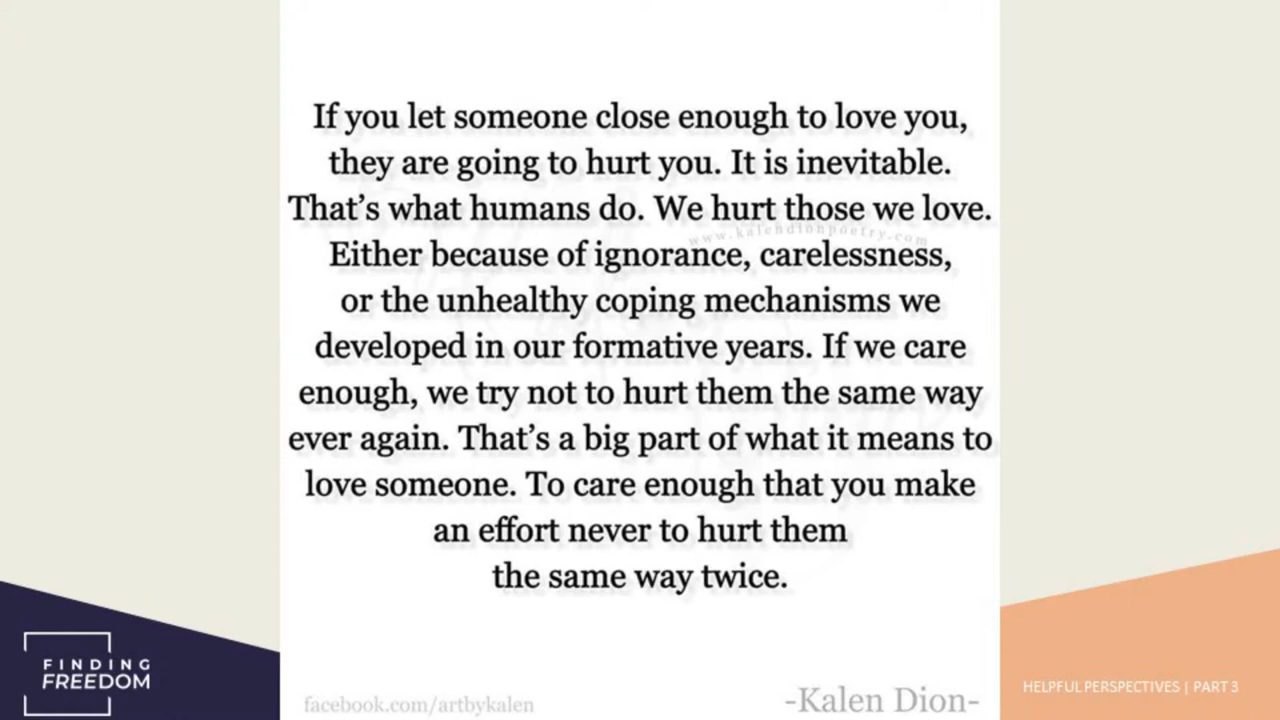 If you let someone close enough to love you,
they are going to hurt you. It is inevitable.
That's what humans do. We hurt those we love.
www.kalendionpoetry.com
Either because of ignorance, carelessness,
or the unhealthy coping mechanisms we
developed in our formative years. If we care
enough, we try not to hurt them the same way
ever again. That's a big part of what it means to
love someone. To care enough that you make
an effort never to hurt them
the same way twice.
FINDING
FREEDOM
facebook.com/artbykalen
-Kalen Dion-
HELPFUL PERSPECTIVES | PART 3